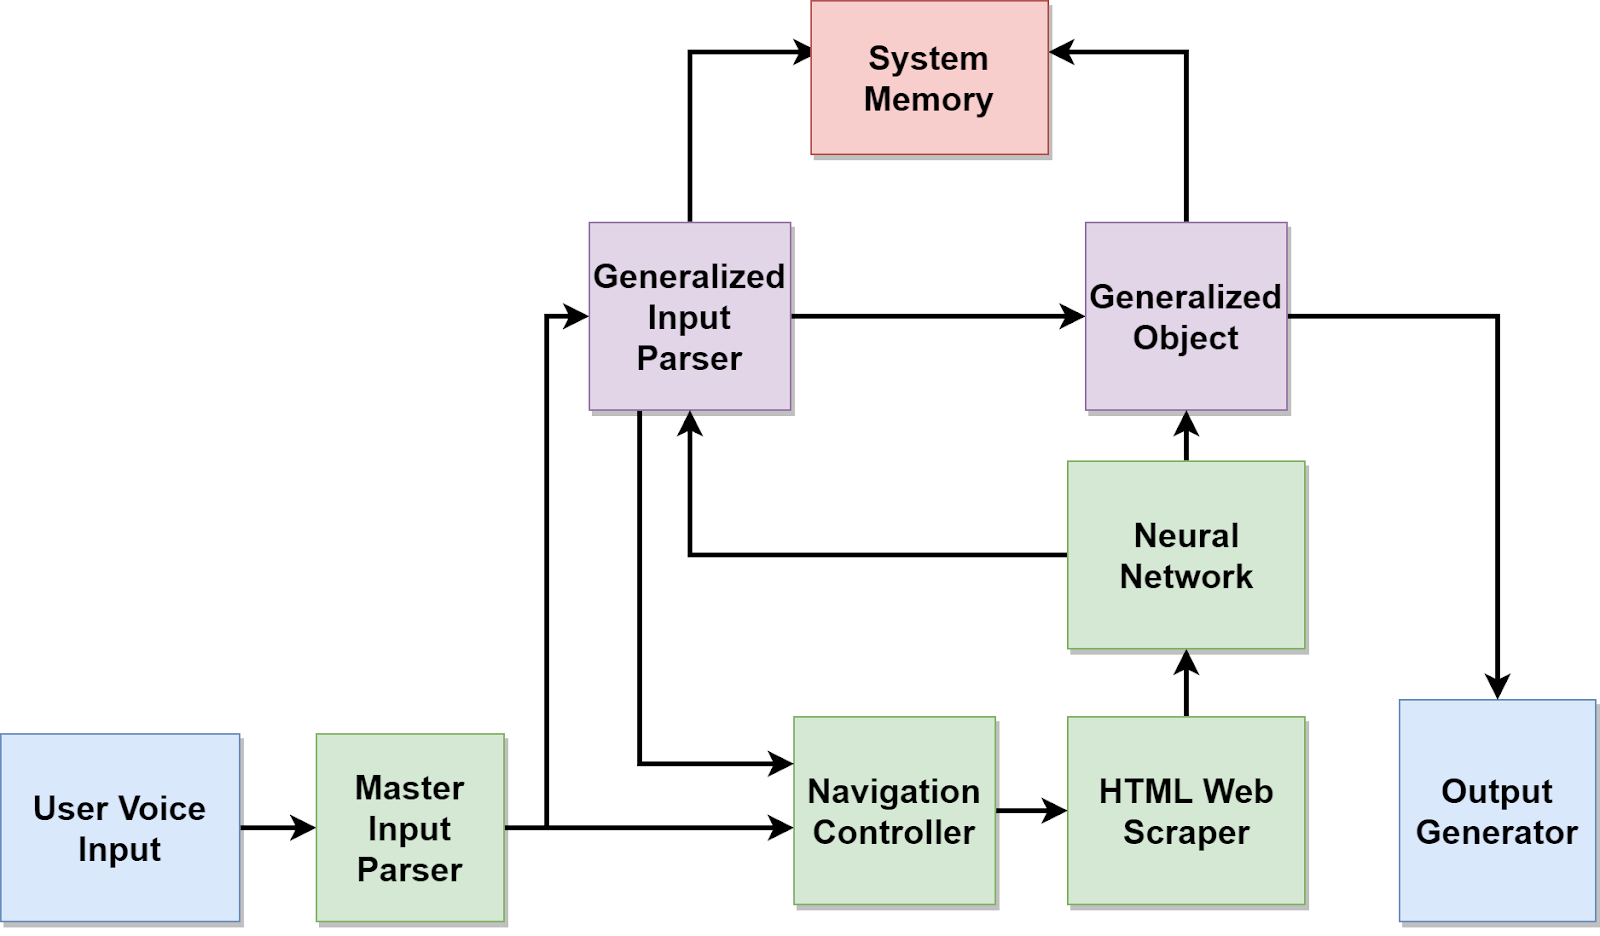 System
Memory
Generalized
Input
Parser
Generalized
Object
Neural
Network
User Voice
Input
Master
Input
Parser
Navigation
Controller
HTML Web
Scraper
Output
Generator